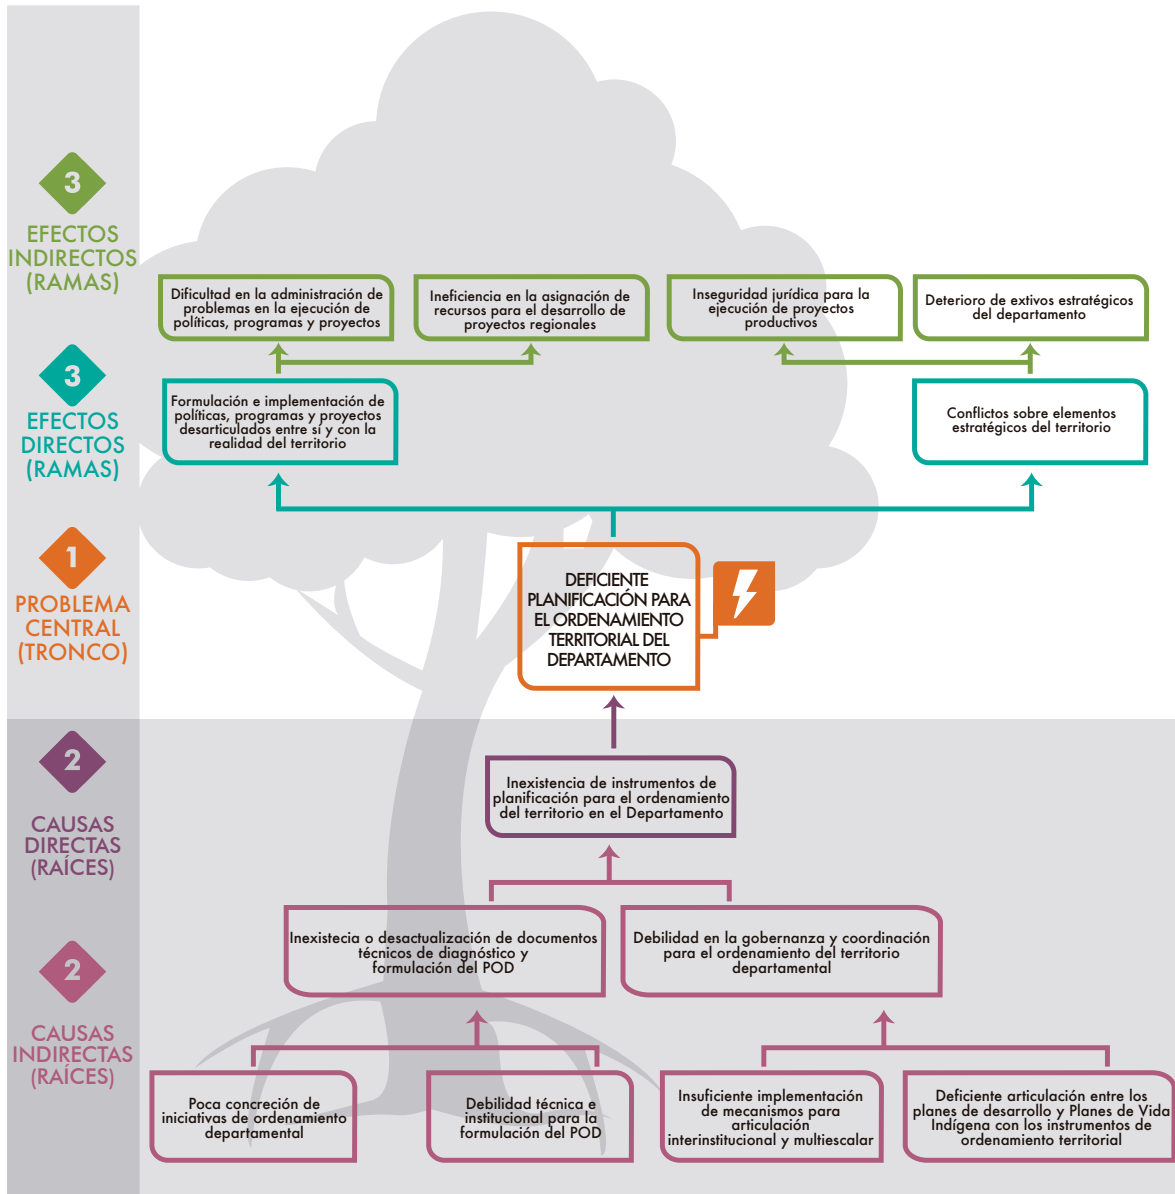 3
EFECTOS
INDIRECTOS
(RAMAS)
Dificultad en la administración de
problemas en la ejecución de
políticas, programas y proyectos
Ineficiencia en la asignación de
recursos para el desarrollo de
proyectos regionales
Inseguridad jurídica para la
ejecución de proyectos
productivos
Deterioro de extivos estratégicos
del departamento
3
EFECTOS
DIRECTOS
(RAMAS)
Formulación e implementación de
políticas, programas y proyectos
desarticulados entre sí y con la
realidad del territorio
Conflictos sobre elementos
estratégicos del territorio
1
PROBLEMA
CENTRAL
(TRONCO)
DEFICIENTE
PLANIFICACIÓN PARA
EL ORDENAMIENTO
TERRITORIAL DEL
DEPARTAMENTO
2
CAUSAS
DIRECTAS
(RAÍCES)
Inexistencia de instrumentos de
planificación para el ordenamiento
del territorio en el Departamento
2
CAUSAS
INDIRECTAS
(RAÍCES)
Inexistecia o desactualización de documentos
técnicos de diagnóstico y
formulación del POD
Debilidad en la gobernanza y coordinación
para el ordenamiento del territorio
departamental
Poca concreción de
iniciativas de ordenamiento
departamental
Debilidad técnica e
institucional para la
formulación del POD
Insuficiente implementación
de mecanismos para
articulación
interinstitucional y multiescalar
Deficiente articulación entre los
planes de desarrollo y Planes de Vida
Indígena con los instrumentos de
ordenamiento territorial